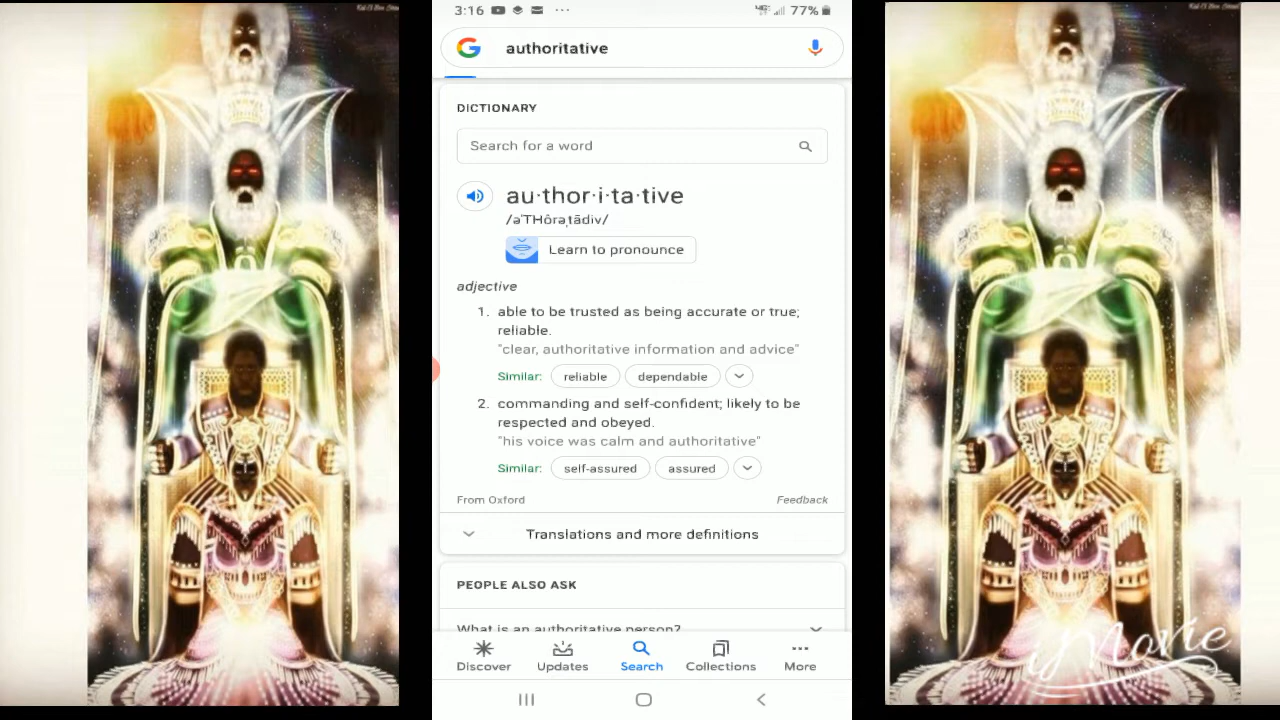 3:16
77%
authoritative
DICTIONARY
Search for a word
au·thor·i·ta·tive
/əˈTHôrəˌtādiv/
Learn to pronounce
adjective
1. able to be trusted as being accurate or true;
reliable.
"clear, authoritative information and advice"
Similar: reliable dependable
2. commanding and self-confident; likely to be
respected and obeyed.
"his voice was calm and authoritative"
Similar: self-assured assured
From Oxford Feedback
Translations and more definitions
PEOPLE ALSO ASK
What is an authoritative person?
Discover Updates Search Collections More
iMovie